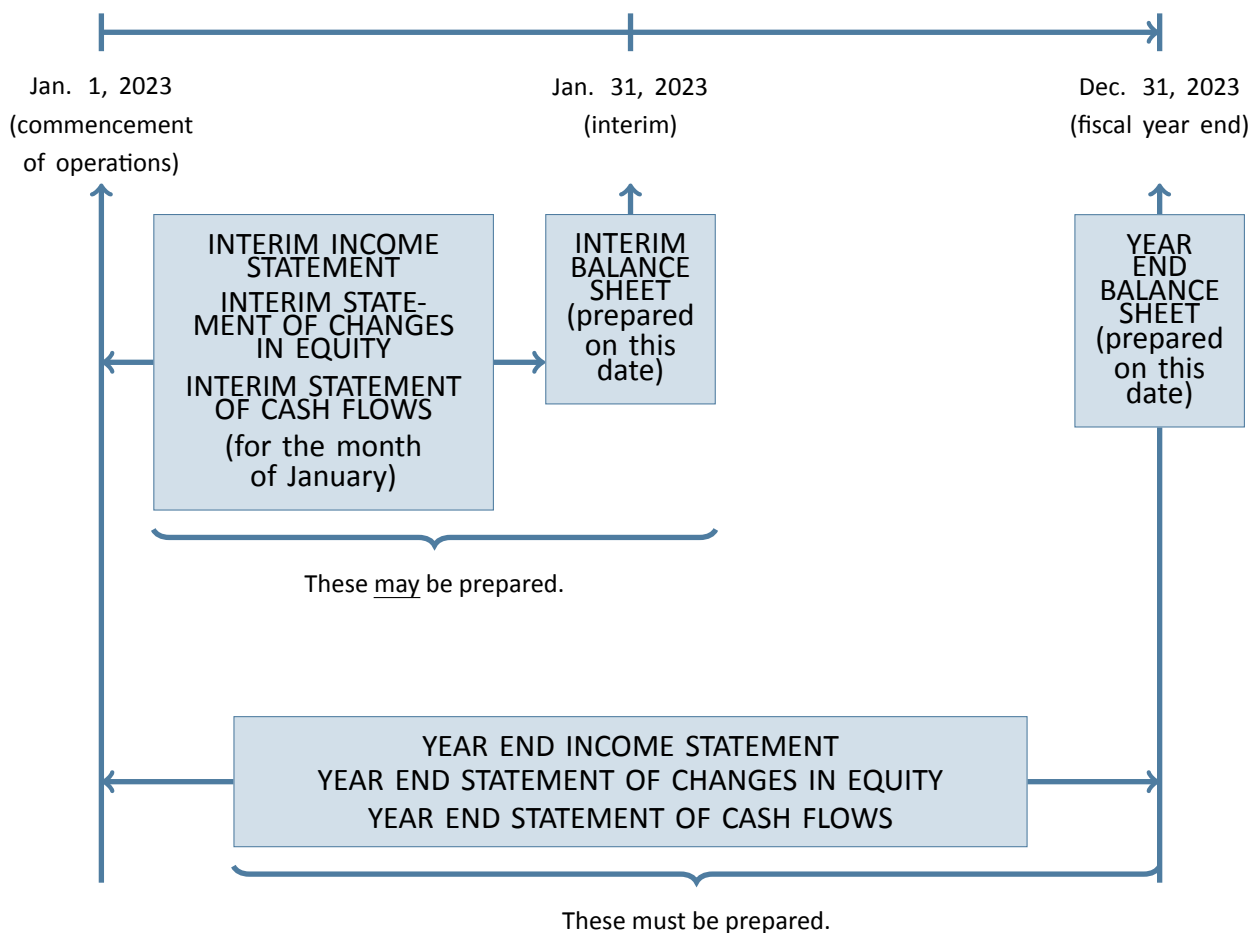 Jan. 1, 2023
(commencement
of operations)
Jan. 31, 2023
(interim)
Dec. 31, 2023
(fiscal year end)
INTERIM INCOME
STATEMENT
INTERIM STATE-
MENT OF CHANGES
IN EQUITY
INTERIM STATEMENT
OF CASH FLOWS
(for the month
of January)
INTERIM
BALANCE
SHEET
(prepared
on this
date)
YEAR
END
BALANCE
SHEET
(prepared
on this
date)
These may be prepared.
YEAR END INCOME STATEMENT
YEAR END STATEMENT OF CHANGES IN EQUITY
YEAR END STATEMENT OF CASH FLOWS
These must be prepared.